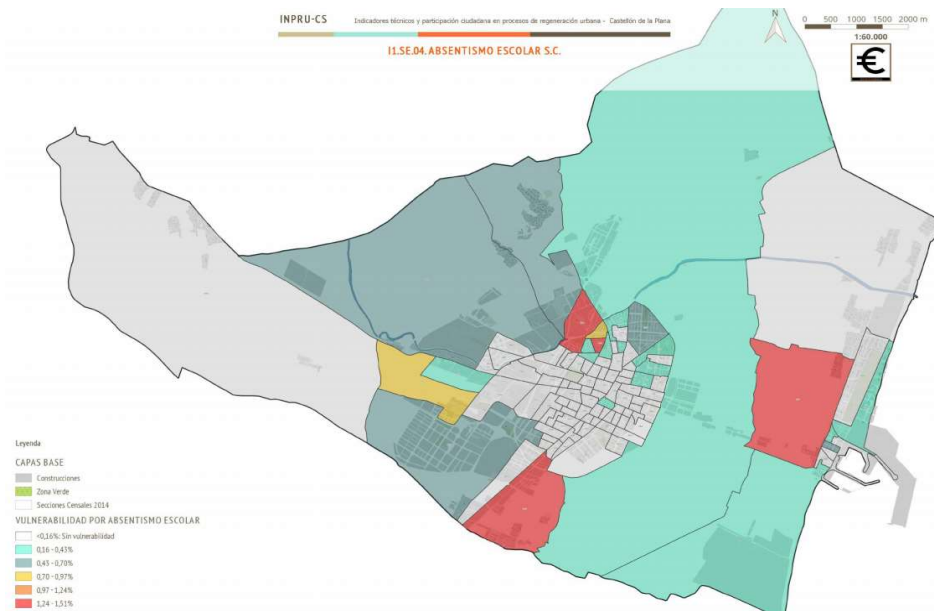 INPRU-CS
Indicadores técnicos y participación ciudadana en procesos de regeneración urbana - Castellón de la Plana
I1.SE.04. ABSENTISMO ESCOLAR S.C.
N
0 500 1000 1500 2000 m
1:60.000
€
Leyenda
CAPAS BASE
Construcciones
Zona Verde
Secciones Censales 2014
VULNERABILIDAD POR ABSENTISMO ESCOLAR
<0,16%: Sin vulnerabilidad
0,16 - 0,43%
0,43 - 0,70%
0,70 - 0,97%
0,97 - 1,24%
1,24 - 1,51%